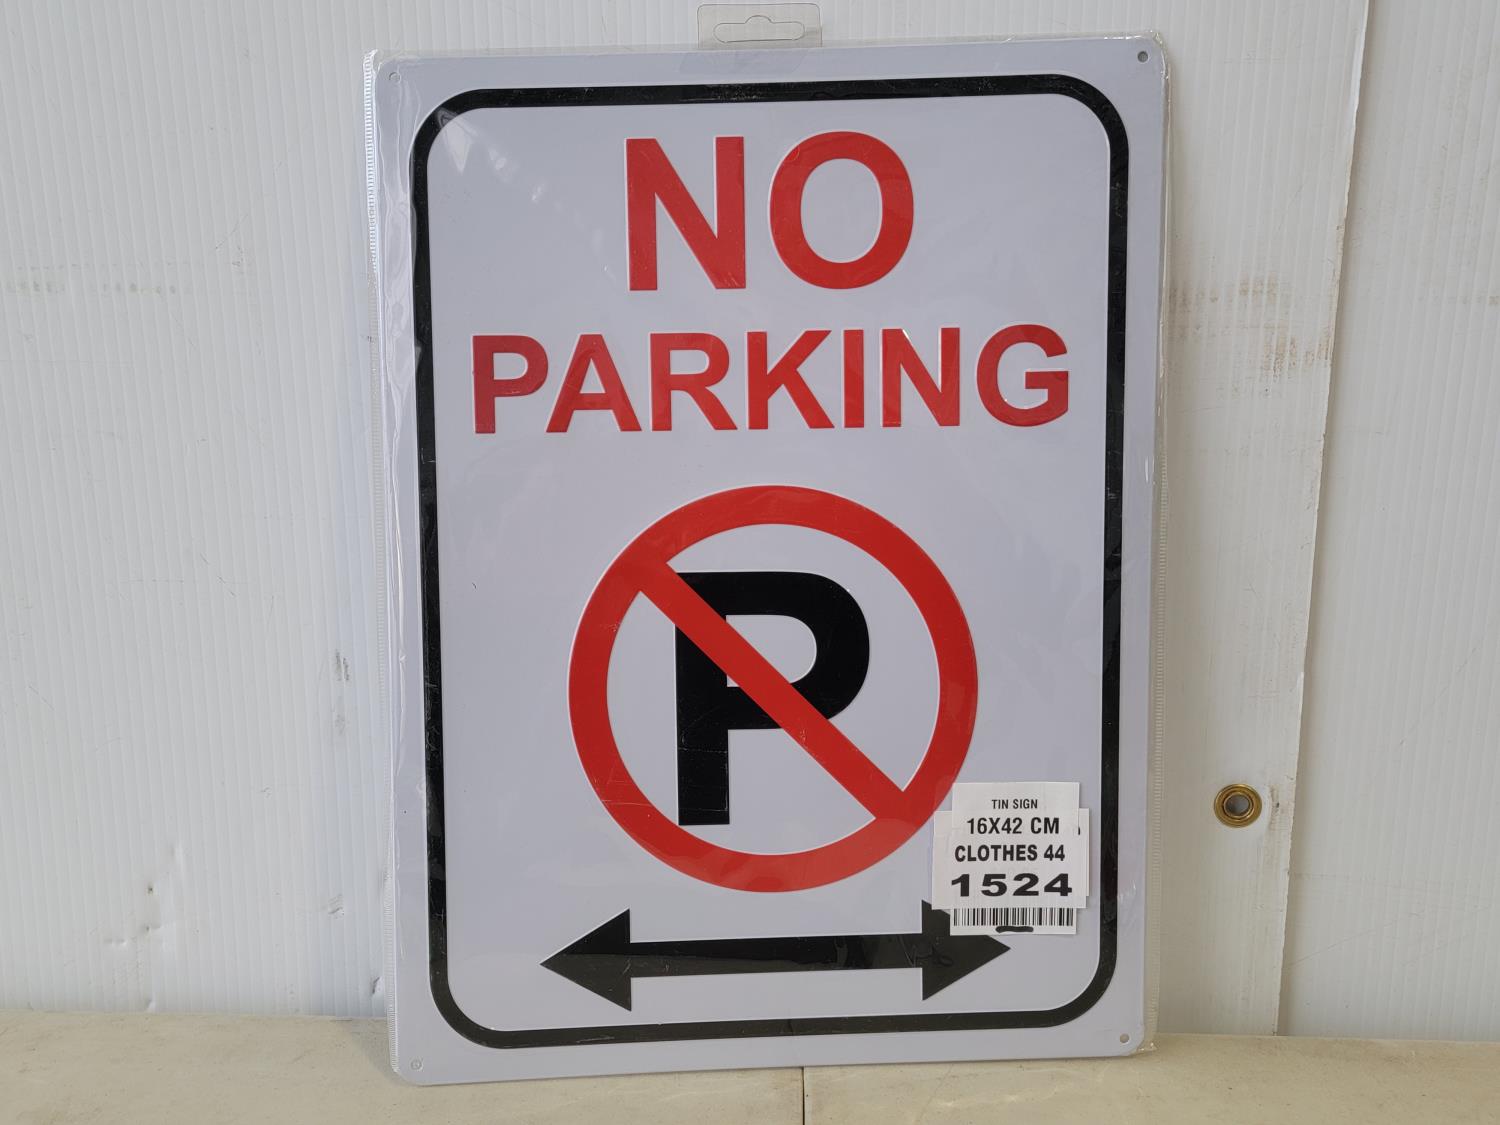 NO
PARKING
P
TIN SIGN
16X42 CM
CLOTHES 44
1524